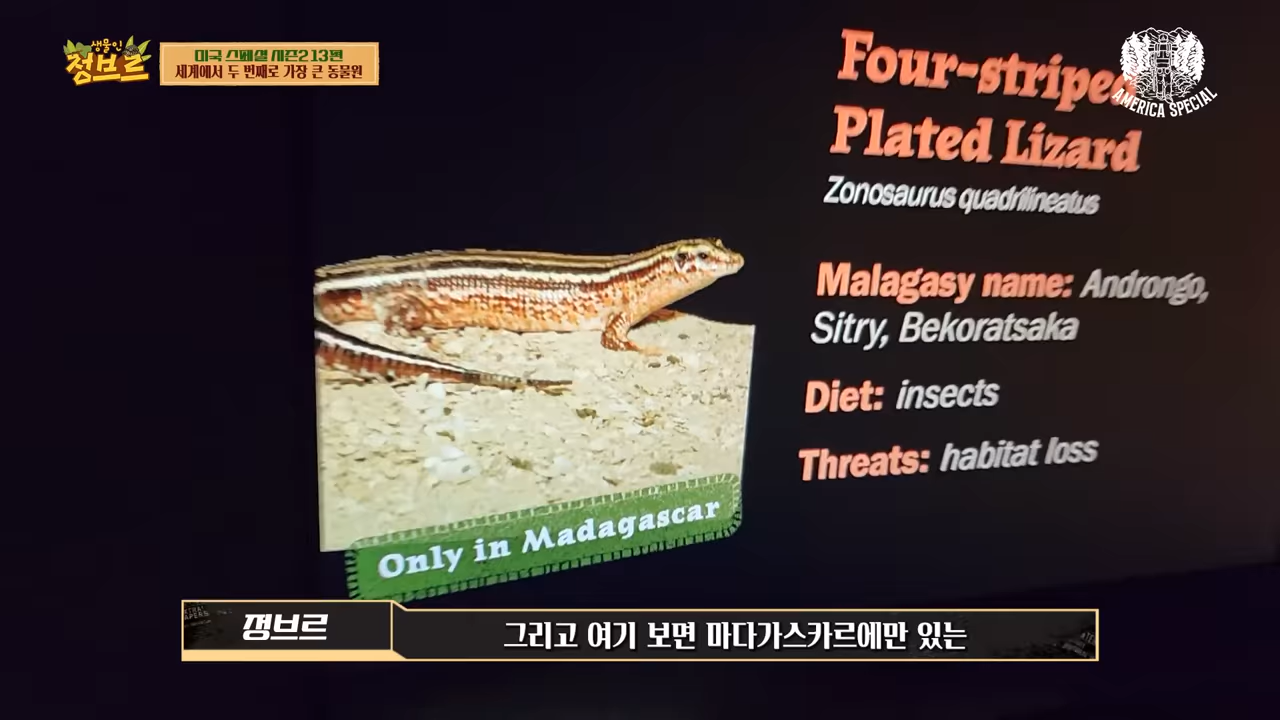 생물인
정브르
미국 스페셜 시즌2 13편
세계에서 두 번째로 가장 큰 동물원
AMERICA SPECIAL
Four-striped
Plated Lizard
Zonosaurus quadrilineatus
Malagasy name: Androngo,
Sitry, Bekoratsaka
Diet: insects
Threats: habitat loss
Only in Madagascar
정브르
그리고 여기 보면 마다가스카르에만 있는